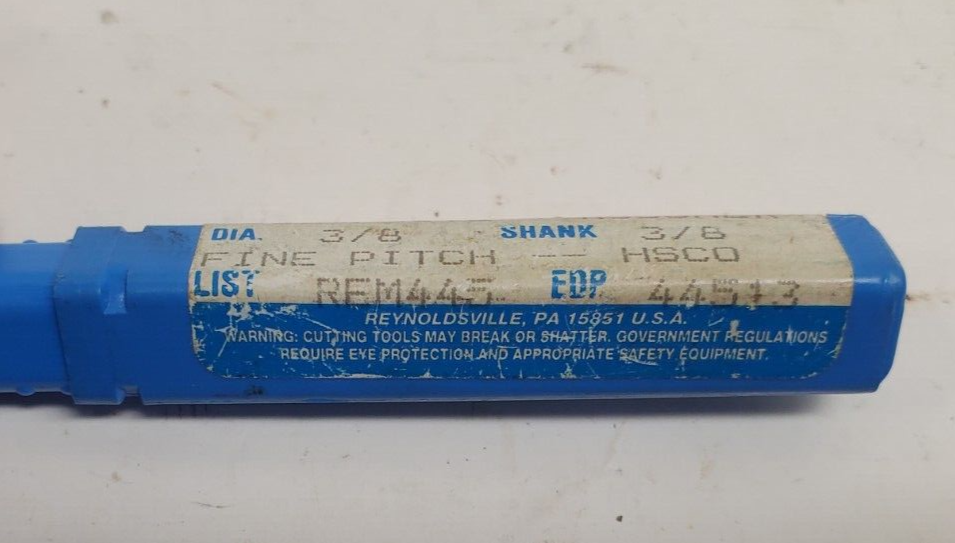 DIA. 3/8 SHANK 3/8
FINE PITCH -- HSCO
LIST REM445 EDP
REYNOLDSVILLE, PA 15851 U.S.A.
WARNING: CUTTING TOOLS MAY BREAK OR SHATTER. GOVERNMENT REGULATIONS
REQUIRE EYE PROTECTION AND APPROPRIATE SAFETY EQUIPMENT.